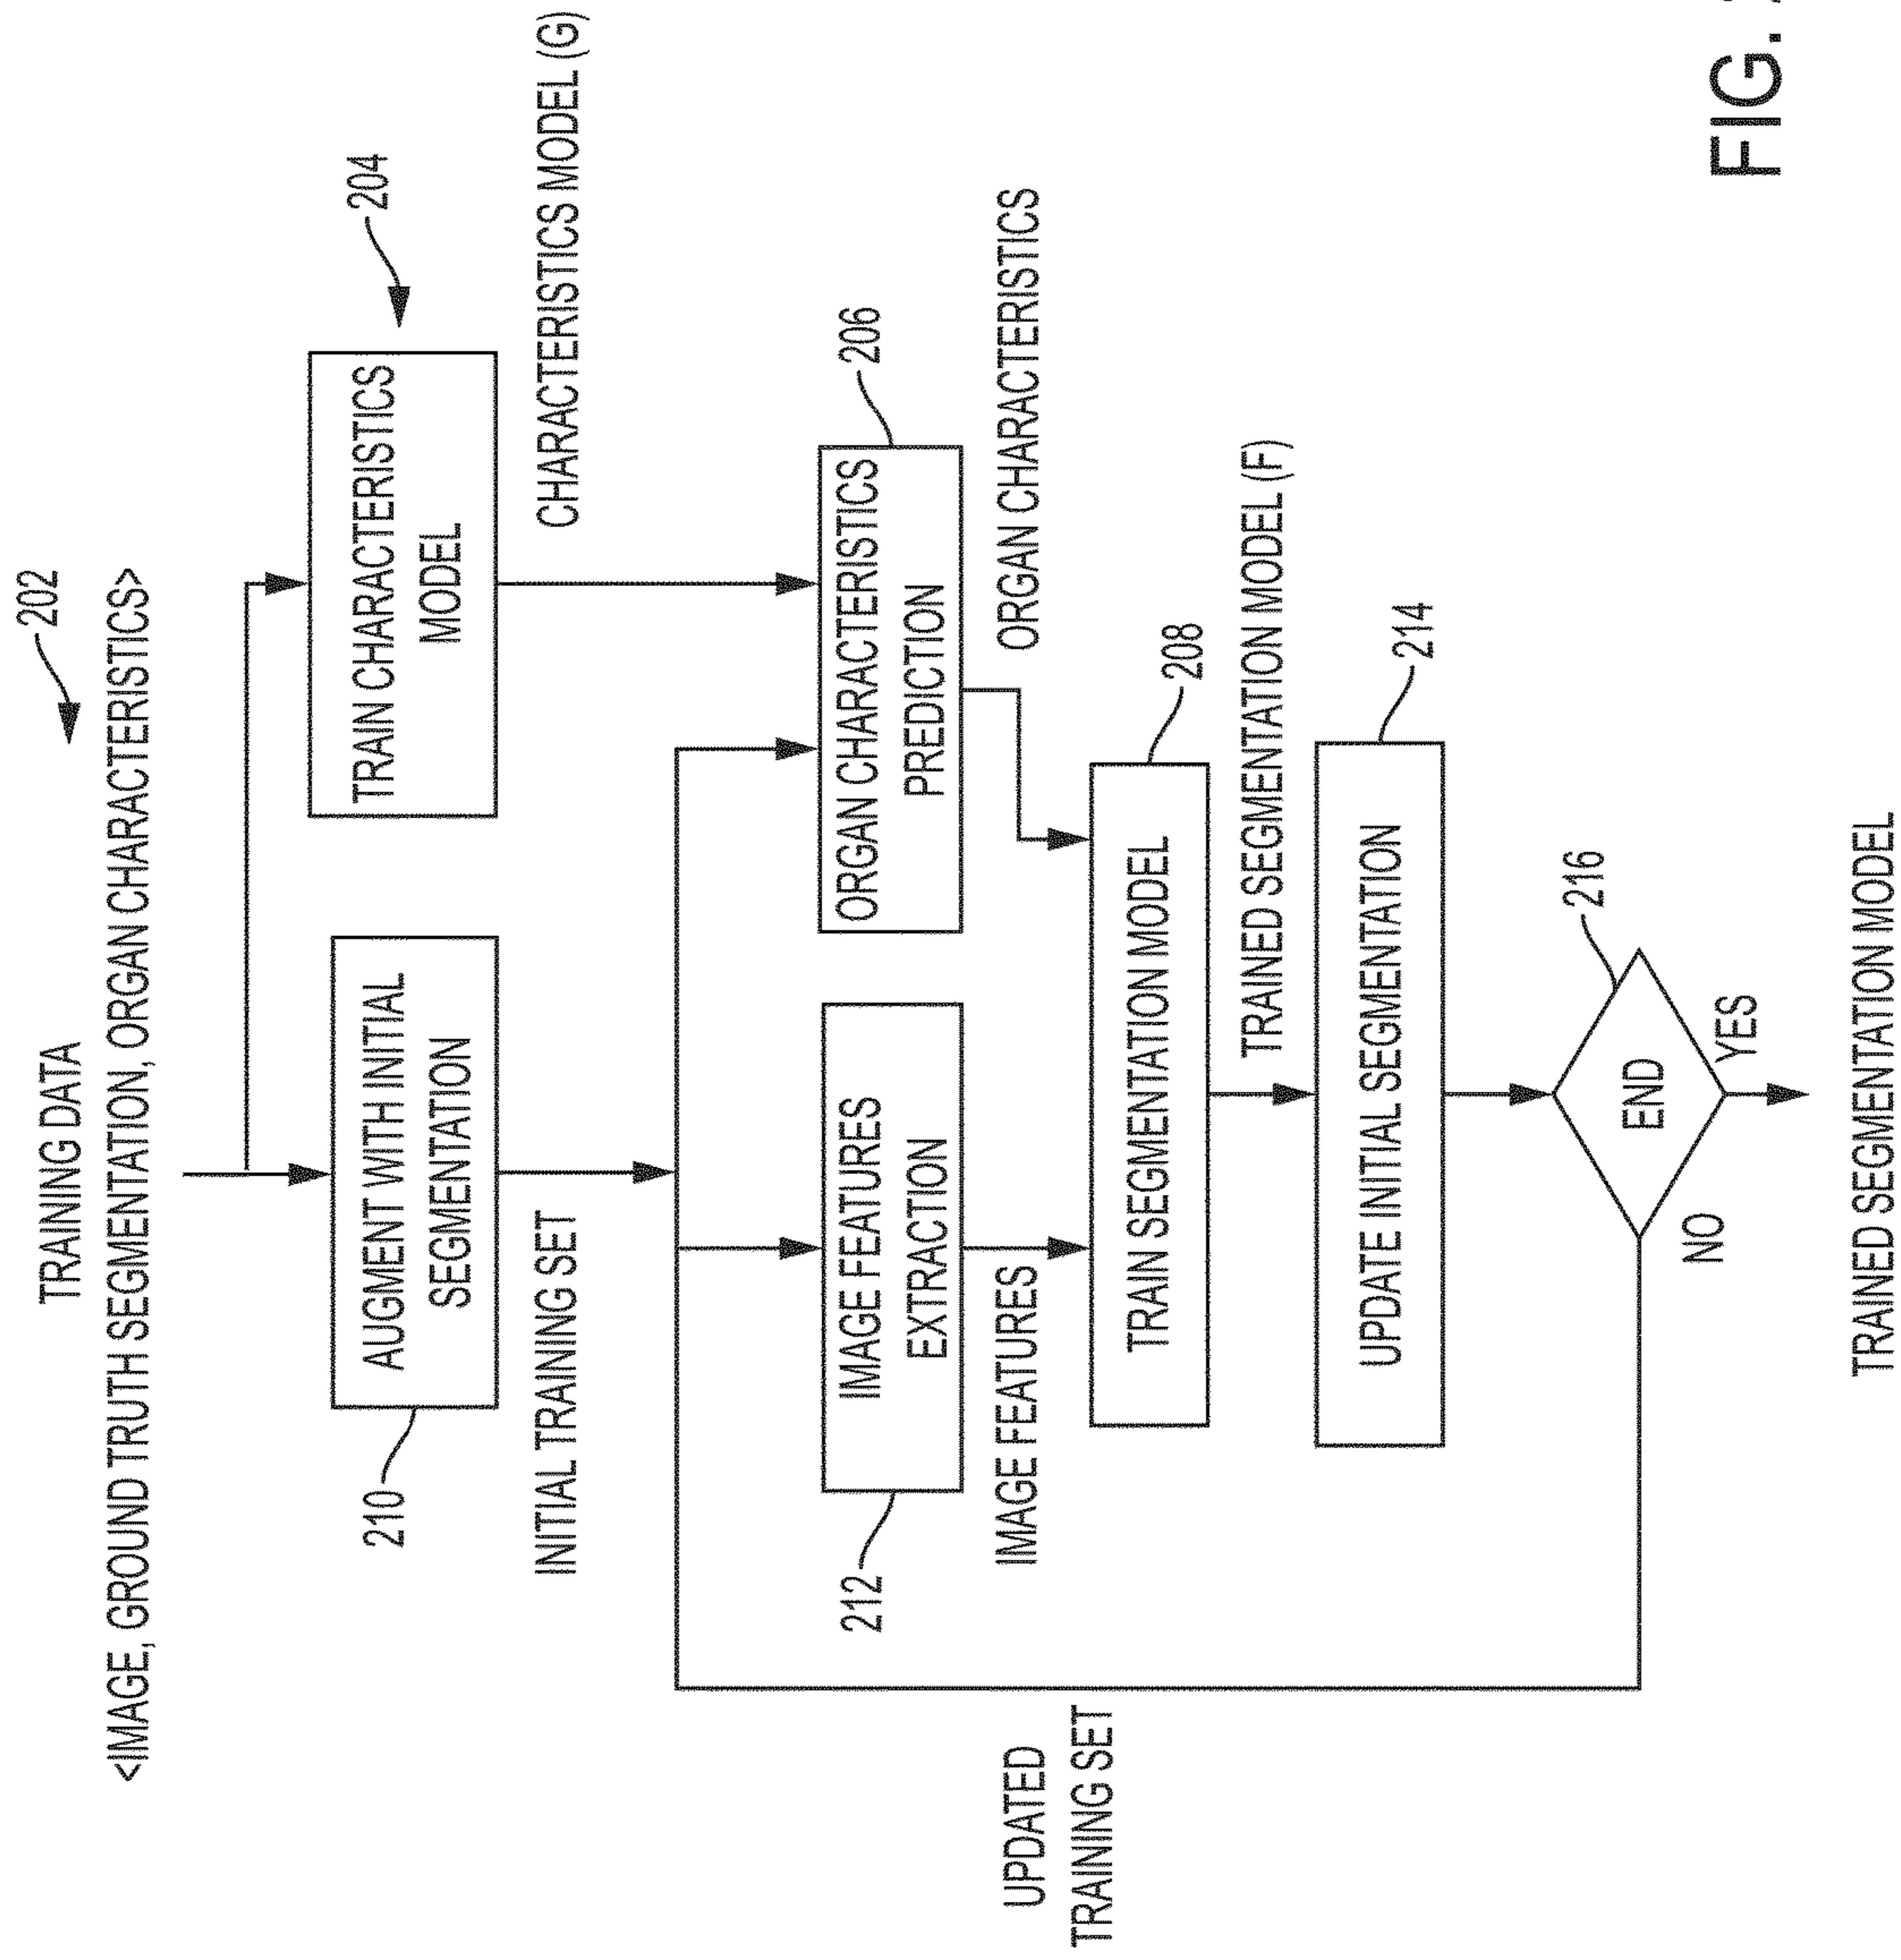 TRAINING DATA
202
<IMAGE, GROUND TRUTH SEGMENTATION, ORGAN CHARACTERISTICS>
210
AUGMENT WITH INITIAL
SEGMENTATION
TRAIN CHARACTERISTICS
MODEL
204
INITIAL TRAINING SET
CHARACTERISTICS MODEL (G)
212
IMAGE FEATURES
EXTRACTION
ORGAN CHARACTERISTICS
PREDICTION
206
IMAGE FEATURES
ORGAN CHARACTERISTICS
UPDATED
TRAINING SET
TRAIN SEGMENTATION MODEL
208
TRAINED SEGMENTATION MODEL (F)
UPDATE INITIAL SEGMENTATION
214
END
216
NO
YES
TRAINED SEGMENTATION MODEL
FIG.